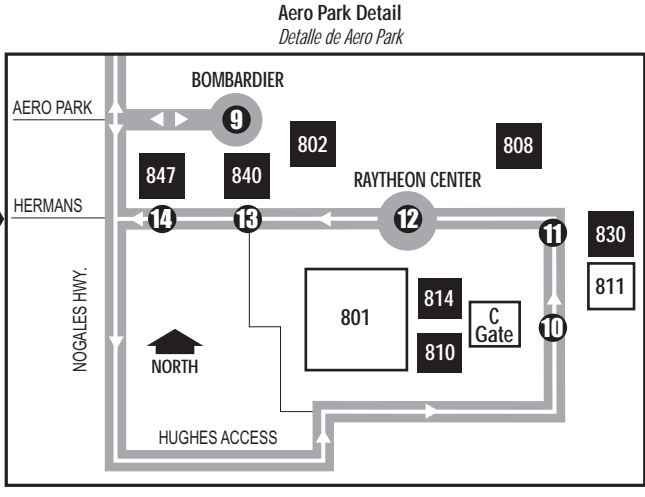 Aero Park Detail
Detalle de Aero Park
BOMBARDIER
AERO PARK
9
802
808
847
840
RAYTHEON CENTER
HERMANS
14
13
12
11
830
811
801
814
C
Gate
10
810
NOGALES HWY.
NORTH
HUGHES ACCESS